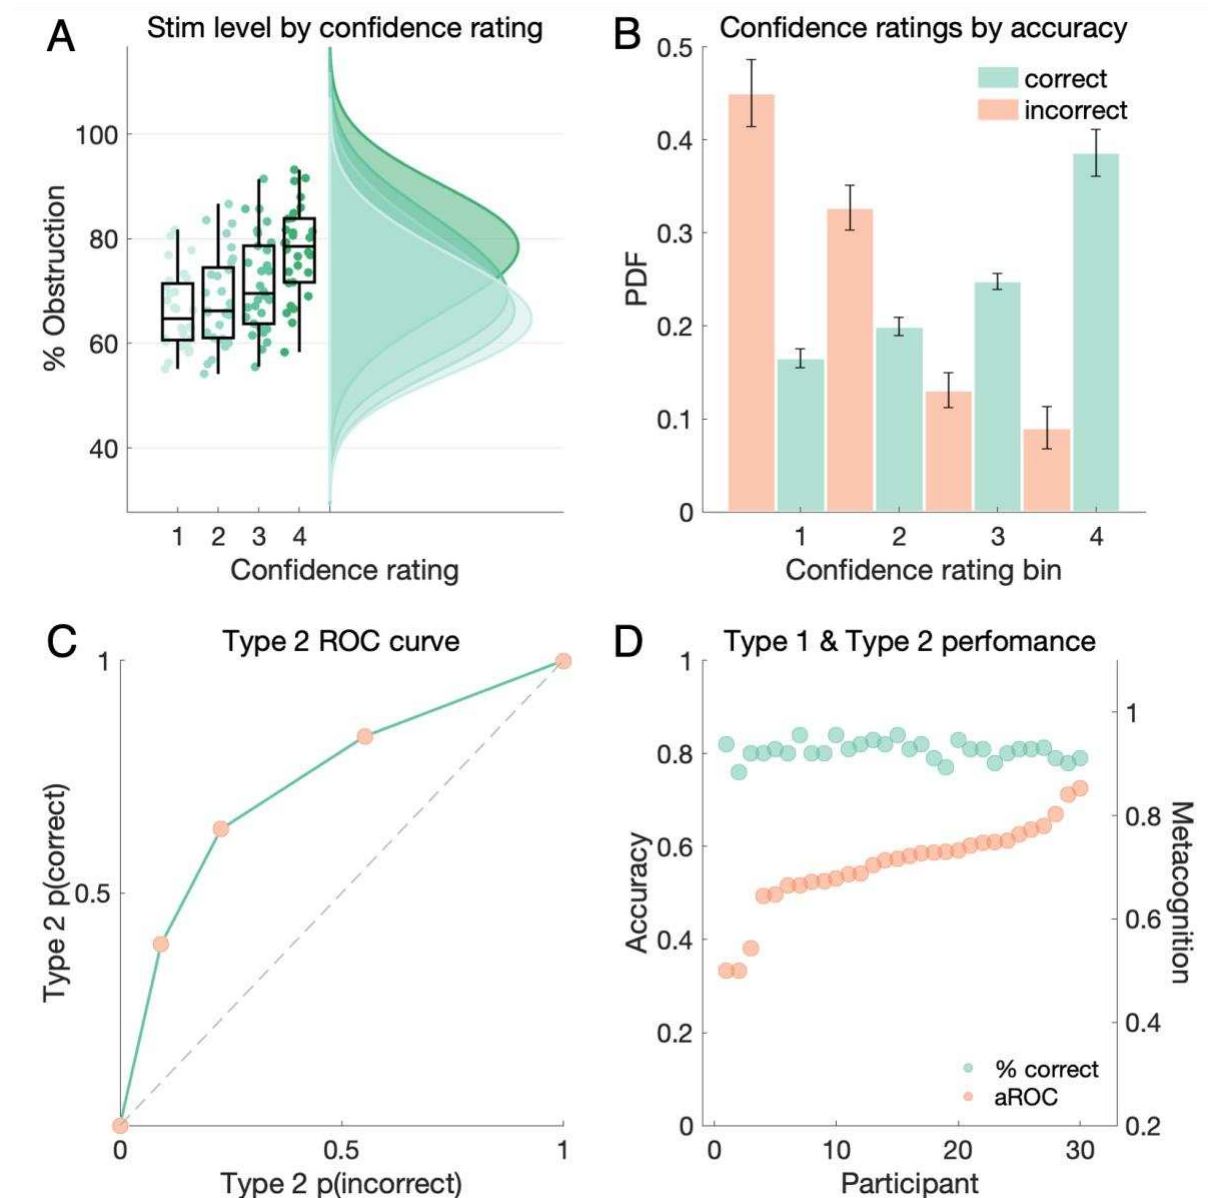 A
Stim level by confidence rating
100
80
60
40
% Obstruction
1 2 3 4
Confidence rating
B
Confidence ratings by accuracy
0.5
0.4
0.3
0.2
0.1
0
PDF
correct
incorrect
1 2 3 4
Confidence rating bin
C
Type 2 ROC curve
1
0.5
Type 2 p(correct)
0 0.5 1
Type 2 p(incorrect)
D
Type 1 & Type 2 perfomance
1
0.8
0.6
0.4
0.2
0
Accuracy
1
0.8
0.6
0.4
0.2
Metacognition
% correct
aROC
0 10 20 30
Participant